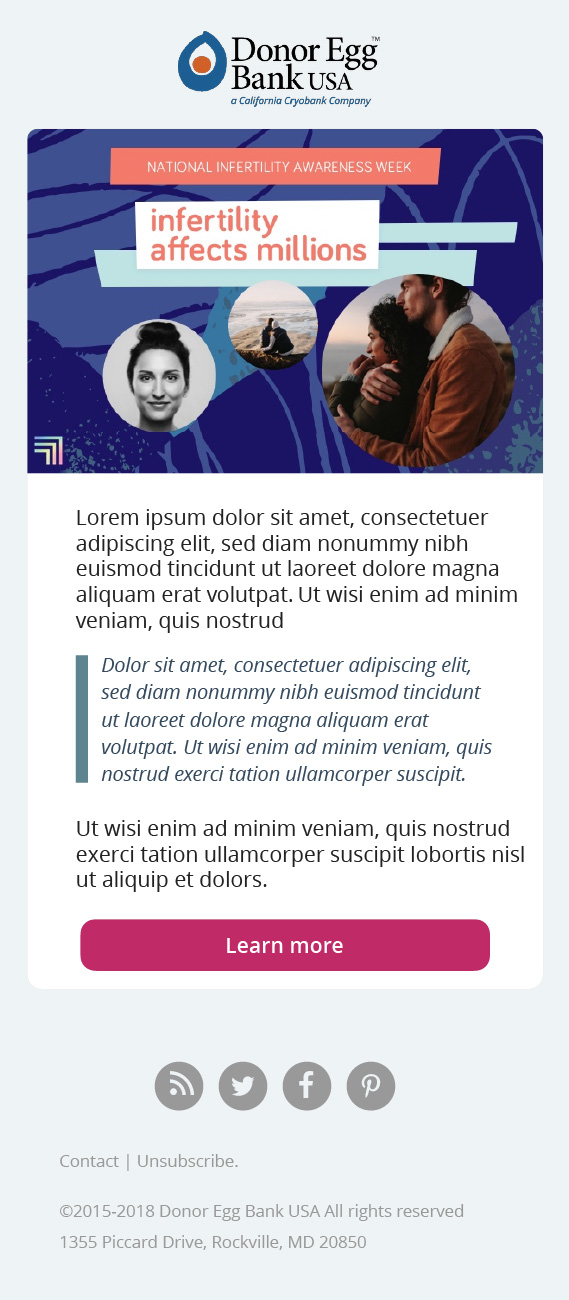 Donor Egg™
Bank USA
a California Cryobank Company
NATIONAL INFERTILITY AWARENESS WEEK
infertility
affects millions
Lorem ipsum dolor sit amet, consectetuer
adipiscing elit, sed diam nonummy nibh
euismod tincidunt ut laoreet dolore magna
aliquam erat volutpat. Ut wisi enim ad minim
veniam, quis nostrud
Dolor sit amet, consectetuer adipiscing elit,
sed diam nonummy nibh euismod tincidunt
ut laoreet dolore magna aliquam erat
volutpat. Ut wisi enim ad minim veniam, quis
nostrud exerci tation ullamcorper suscipit.
Ut wisi enim ad minim veniam, quis nostrud
exerci tation ullamcorper suscipit lobortis nisl
ut aliquip et dolors.
Learn more
Contact | Unsubscribe.
©2015-2018 Donor Egg Bank USA All rights reserved
1355 Piccard Drive, Rockville, MD 20850